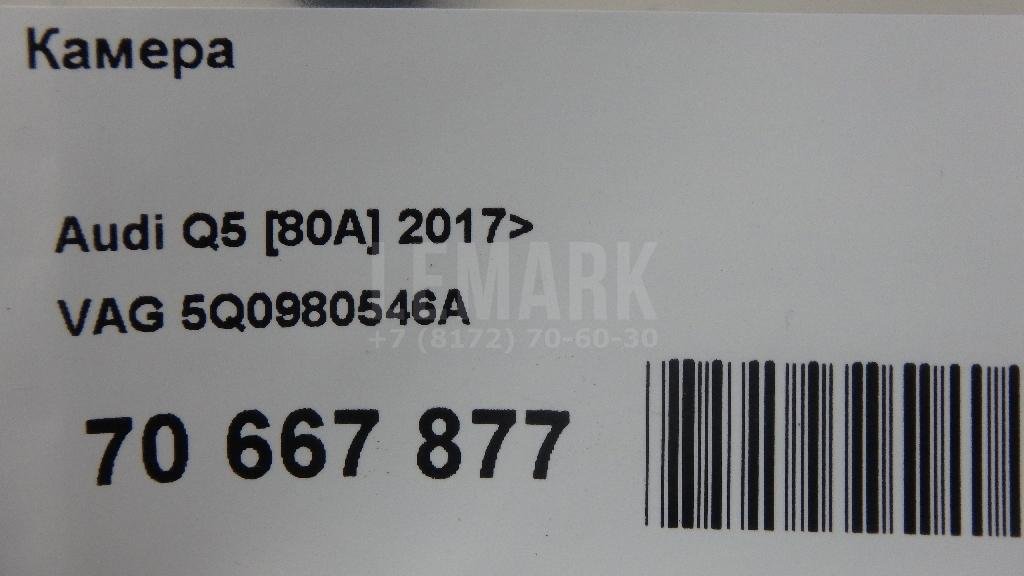 Камера
Audi Q5 [80A] 2017>
LEMARK
VAG 5Q0980546A
+7 (8172) 70-60-30
70 667 877